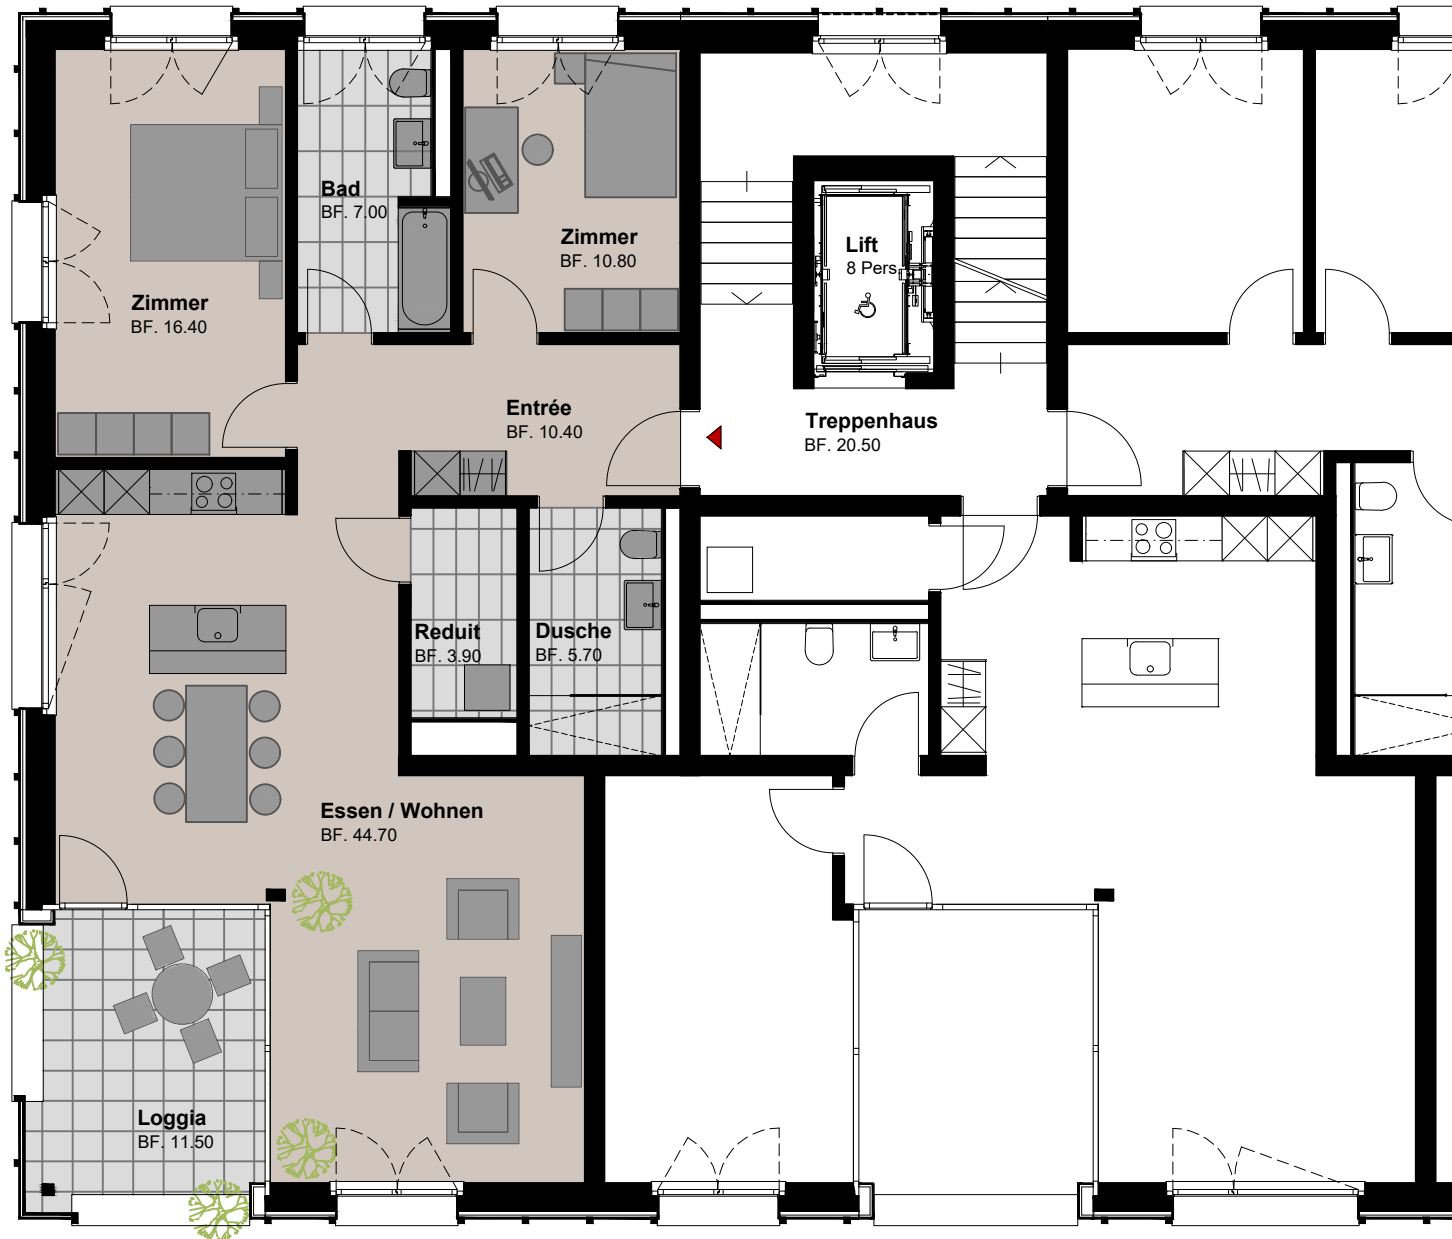 Bad
BF. 7.00
Zimmer
BF. 10.80
Lift
8 Pers.
Zimmer
BF. 16.40
Entrée
BF. 10.40
Treppenhaus
BF. 20.50
Reduit
BF. 3.90
Dusche
BF. 5.70
Essen / Wohnen
BF. 44.70
Loggia
BF. 11.50